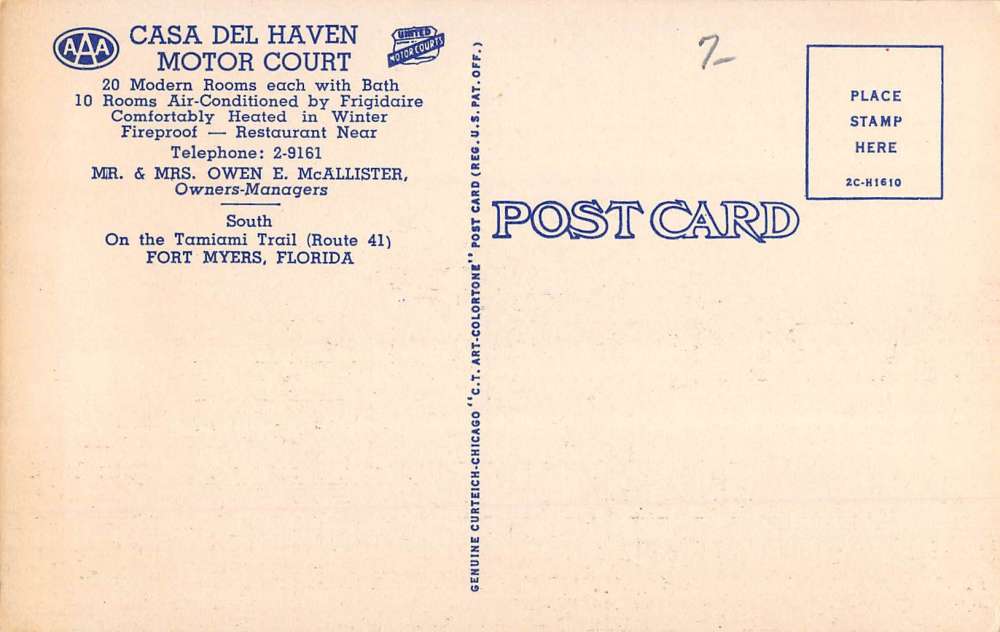 AAA
CASA DEL HAVEN
MOTOR COURT
UNITED
MOTOR COURTS
20 Modern Rooms each with Bath
10 Rooms Air-Conditioned by Frigidaire
Comfortably Heated in Winter
Fireproof — Restaurant Near
Telephone: 2-9161
MR. & MRS. OWEN E. McALLISTER,
Owners-Managers
South
On the Tamiami Trail (Route 41)
FORT MYERS, FLORIDA
GENUINE CURTEICH-CHICAGO "C.T. ART-COLORTONE" POST CARD (REG. U.S. PAT. OFF.)
7-
POST CARD
PLACE
STAMP
HERE
2C-H1610